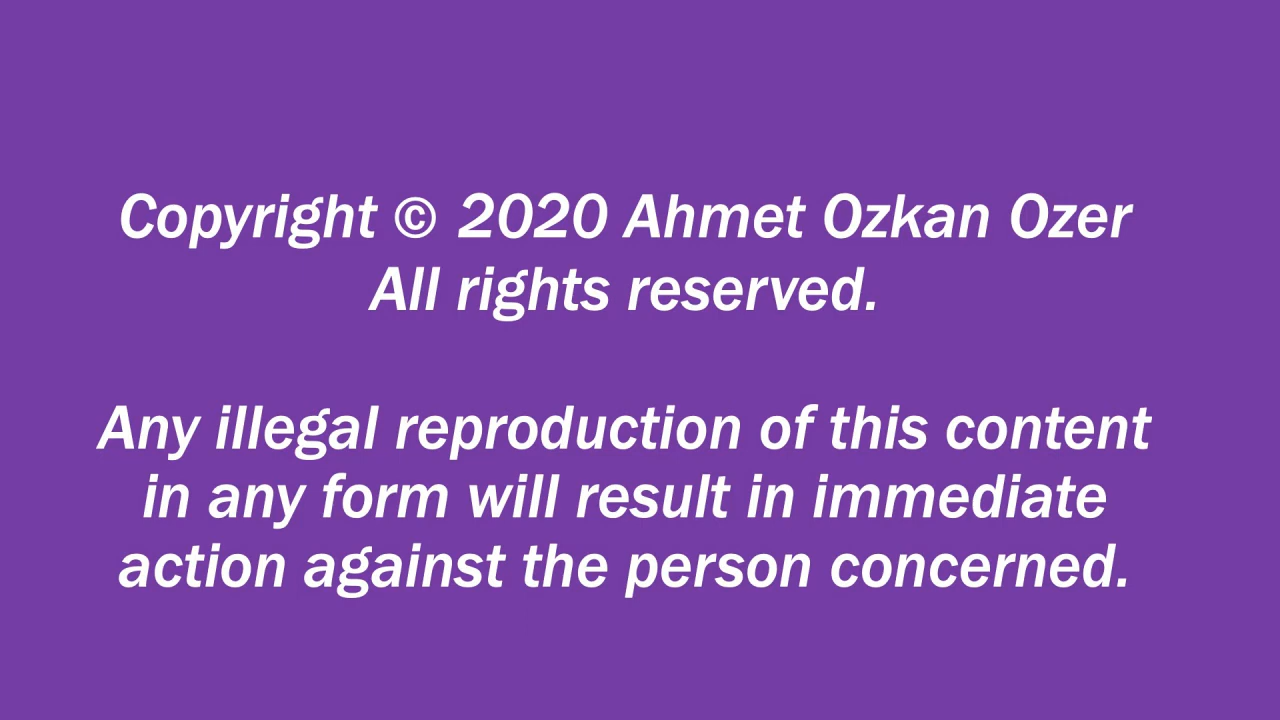 Copyright © 2020 Ahmet Ozkan Ozer
All rights reserved.
Any illegal reproduction of this content
in any form will result in immediate
action against the person concerned.